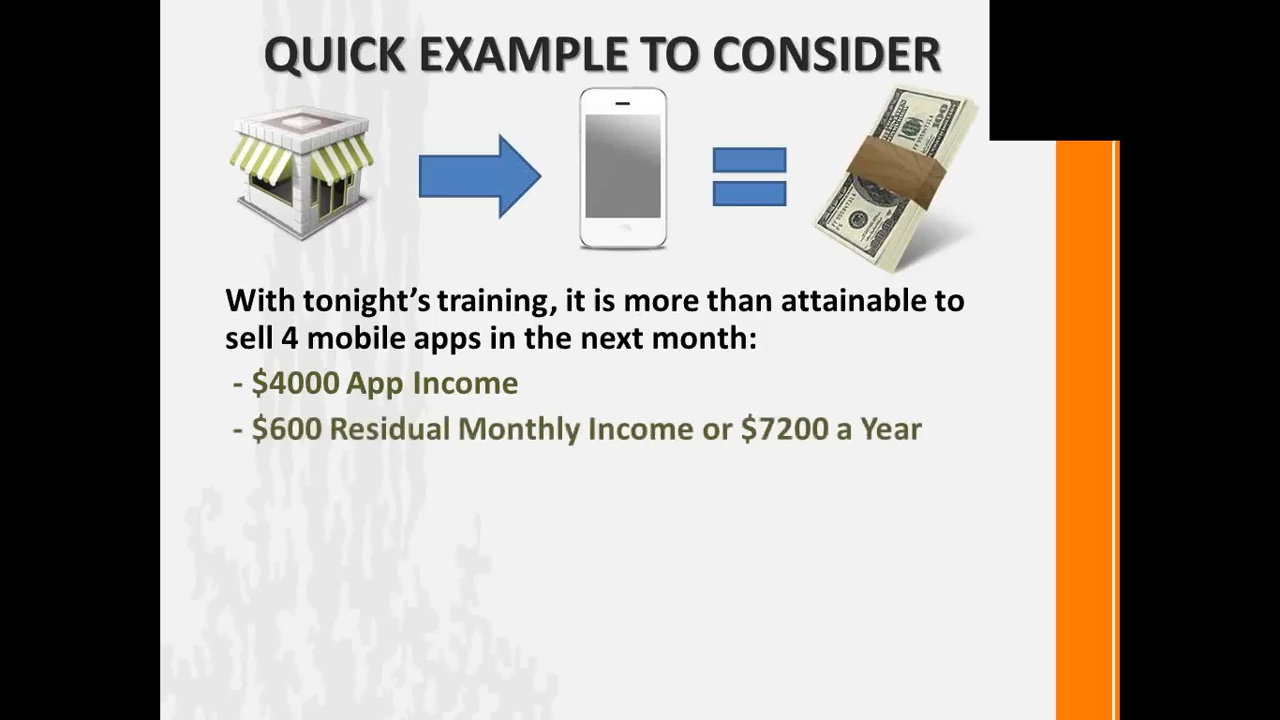 QUICK EXAMPLE TO CONSIDER
With tonight’s training, it is more than attainable to
sell 4 mobile apps in the next month:
- $4000 App Income
- $600 Residual Monthly Income or $7200 a Year